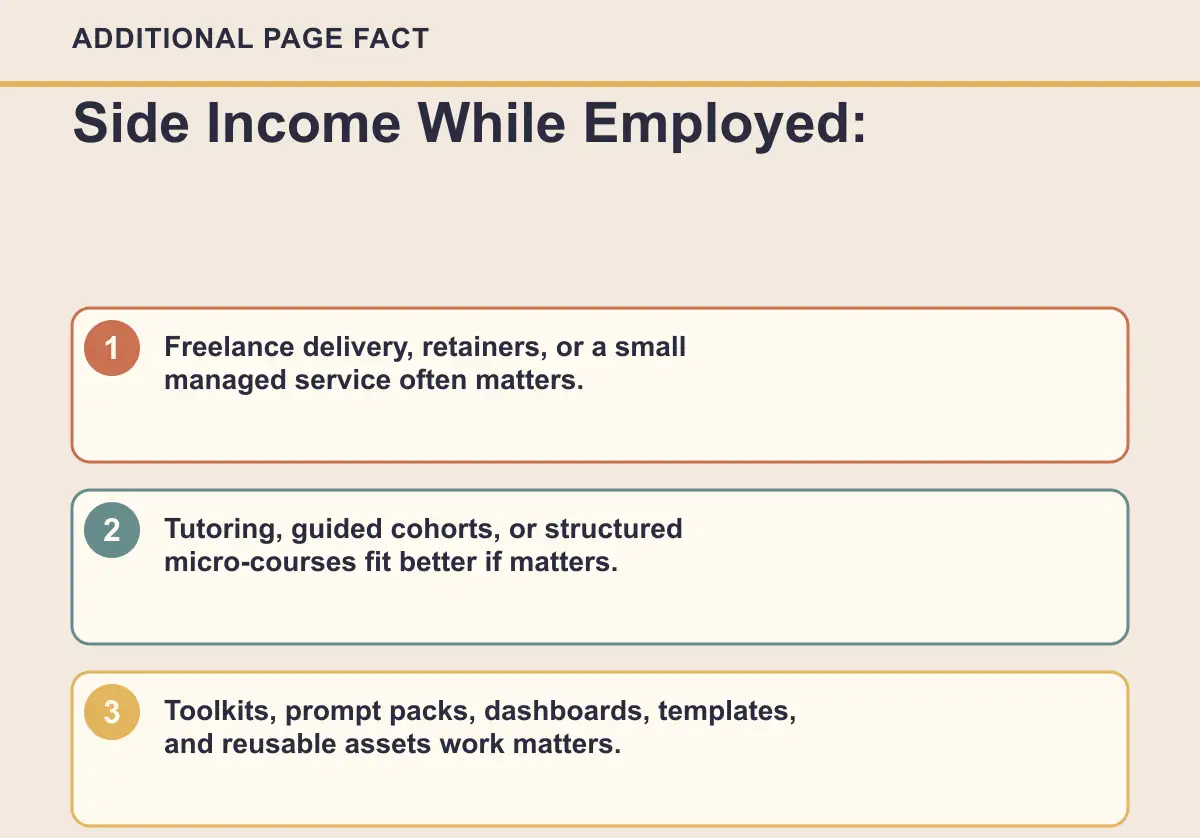 ADDITIONAL PAGE FACT
Side Income While Employed:
1
Freelance delivery, retainers, or a small
managed service often matters.
2
Tutoring, guided cohorts, or structured
micro-courses fit better if matters.
3
Toolkits, prompt packs, dashboards, templates,
and reusable assets work matters.